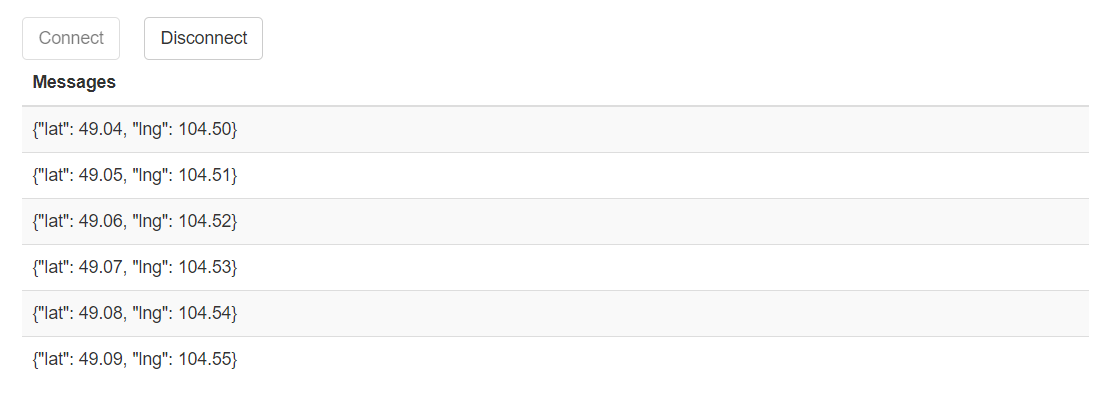 Connect Disconnect
Messages
{"lat": 49.04, "lng": 104.50}
{"lat": 49.05, "lng": 104.51}
{"lat": 49.06, "lng": 104.52}
{"lat": 49.07, "lng": 104.53}
{"lat": 49.08, "lng": 104.54}
{"lat": 49.09, "lng": 104.55}